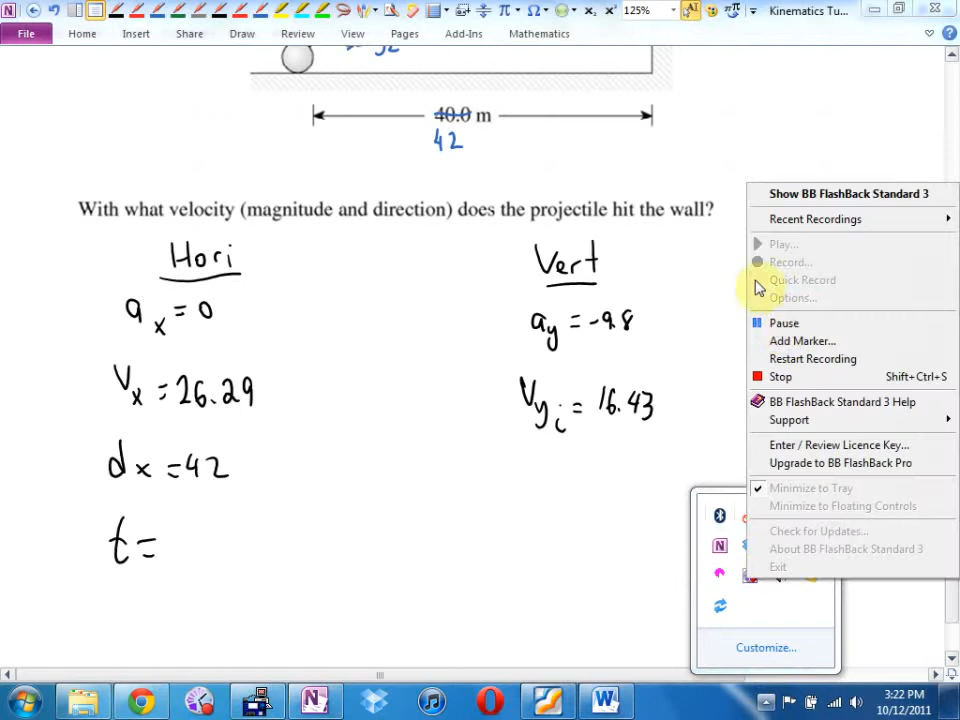 125%
Kinematics Tu...
File Home Insert Share Draw Review View Pages Add-Ins Mathematics
40.0 m
42
With what velocity (magnitude and direction) does the projectile hit the wall?
Hori
Vert
a x = 0
ay = -9.8
Vx = 26.29
Vyi = 16.43
dx = 42
t =
Show BB FlashBack Standard 3
Recent Recordings
Play...
Record...
Quick Record
Options...
Pause
Add Marker...
Restart Recording
Stop Shift+Ctrl+S
BB FlashBack Standard 3 Help
Support
Enter / Review Licence Key...
Upgrade to BB FlashBack Pro
Minimize to Tray
Minimize to Floating Controls
Check for Updates...
About BB FlashBack Standard 3
Exit
Customize...
3:22 PM
10/12/2011